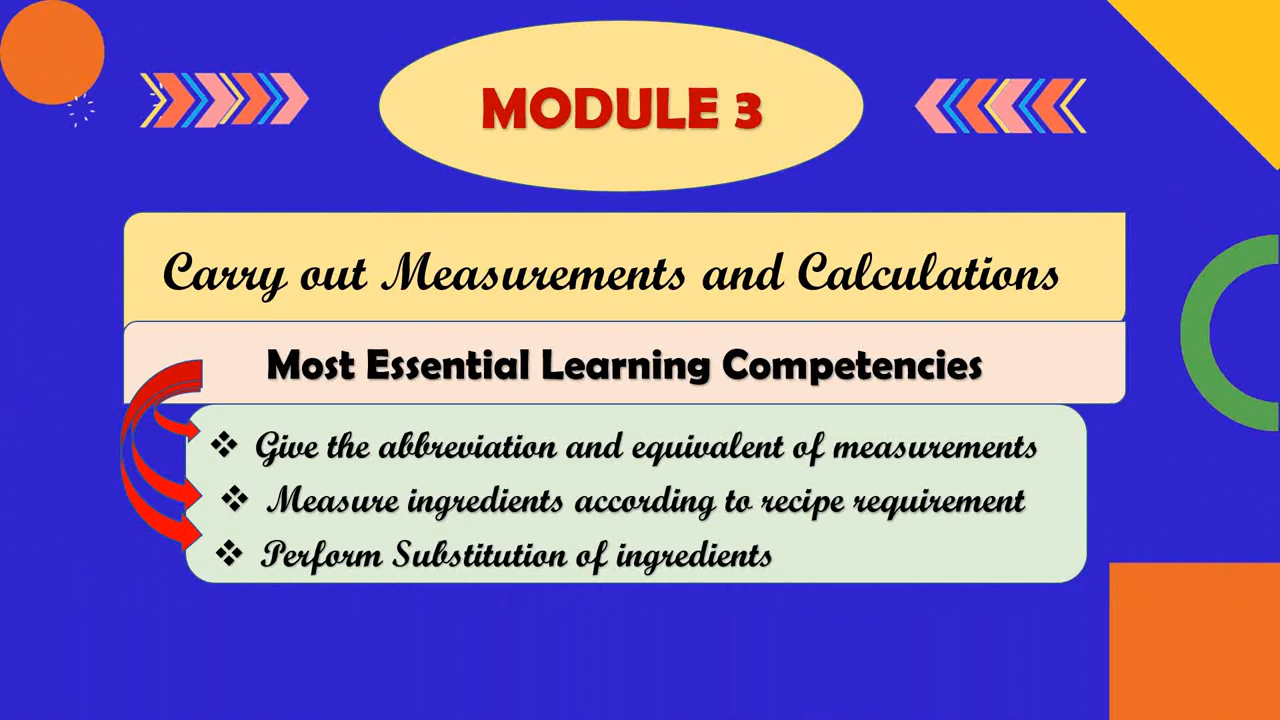 MODULE 3
Carry out Measurements and Calculations
Most Essential Learning Competencies
❖ Give the abbreviation and equivalent of measurements
❖ Measure ingredients according to recipe requirement
❖ Perform Substitution of ingredients